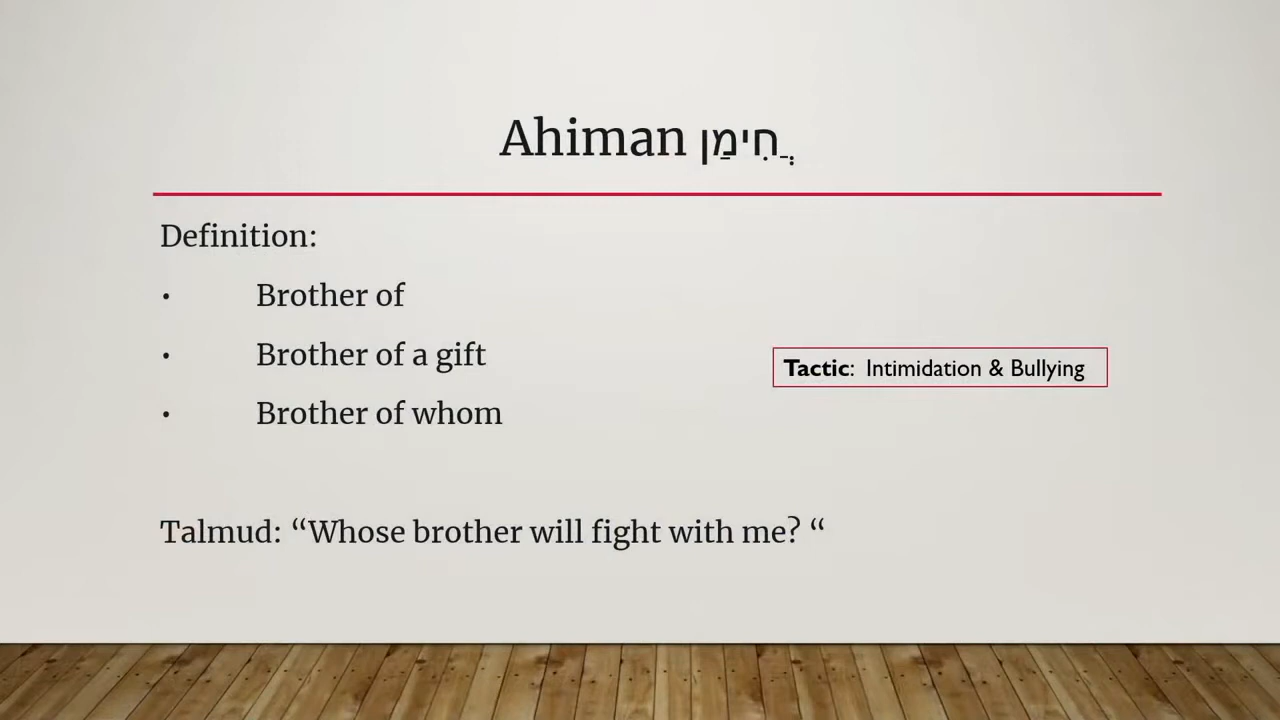 Ahiman ֲחִימַן
Definition:
• Brother of
• Brother of a gift
• Brother of whom
Tactic: Intimidation & Bullying
Talmud: “Whose brother will fight with me? “